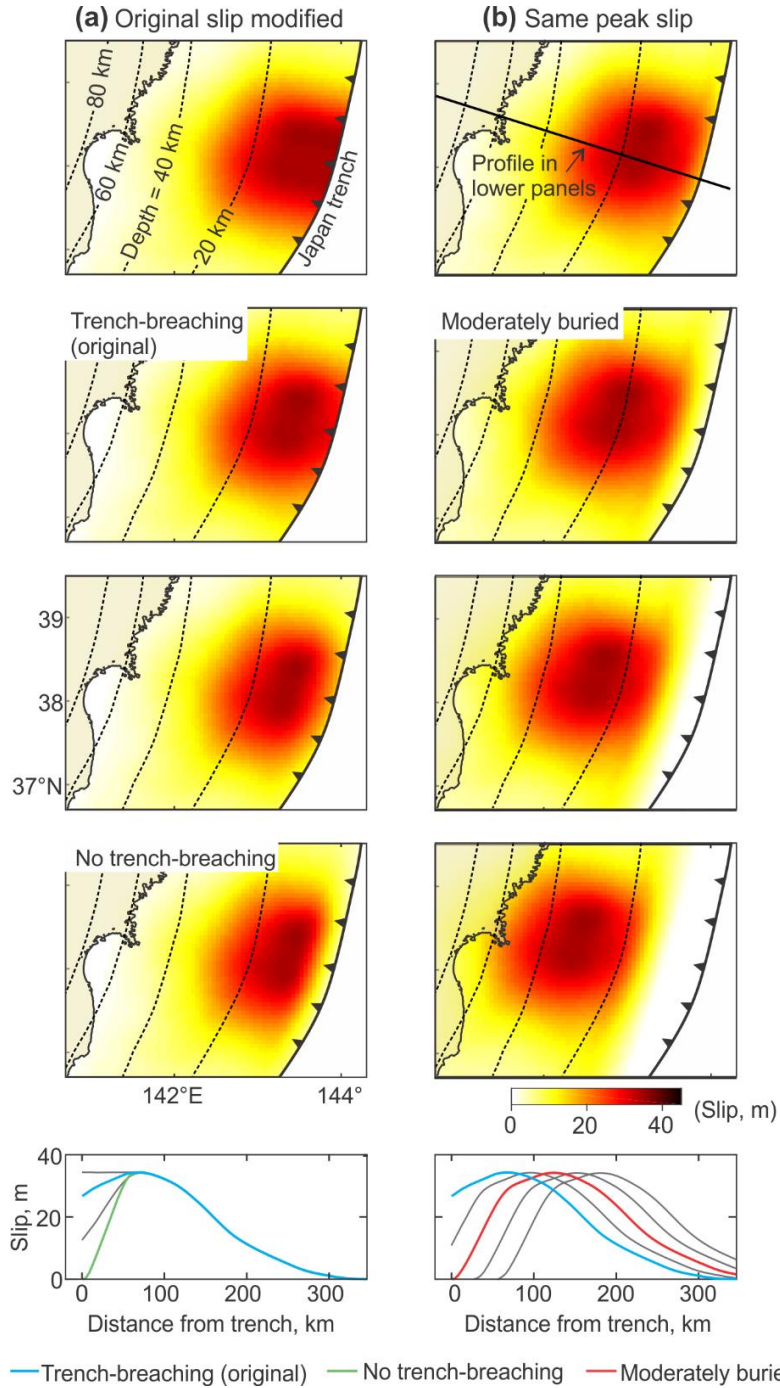 (a) Original slip modified
(b) Same peak slip
80 km
60 km
Depth = 40 km
20 km
Japan trench
Profile in
lower panels
Trench-breaching
(original)
Moderately buried
39
38
37°N
No trench-breaching
142°E
144°
0
20
40
(Slip, m)
40
20
0
Slip, m
0
100
200
300
0
100
200
300
Distance from trench, km
Distance from trench, km
Trench-breaching (original)
No trench-breaching
Moderately burie